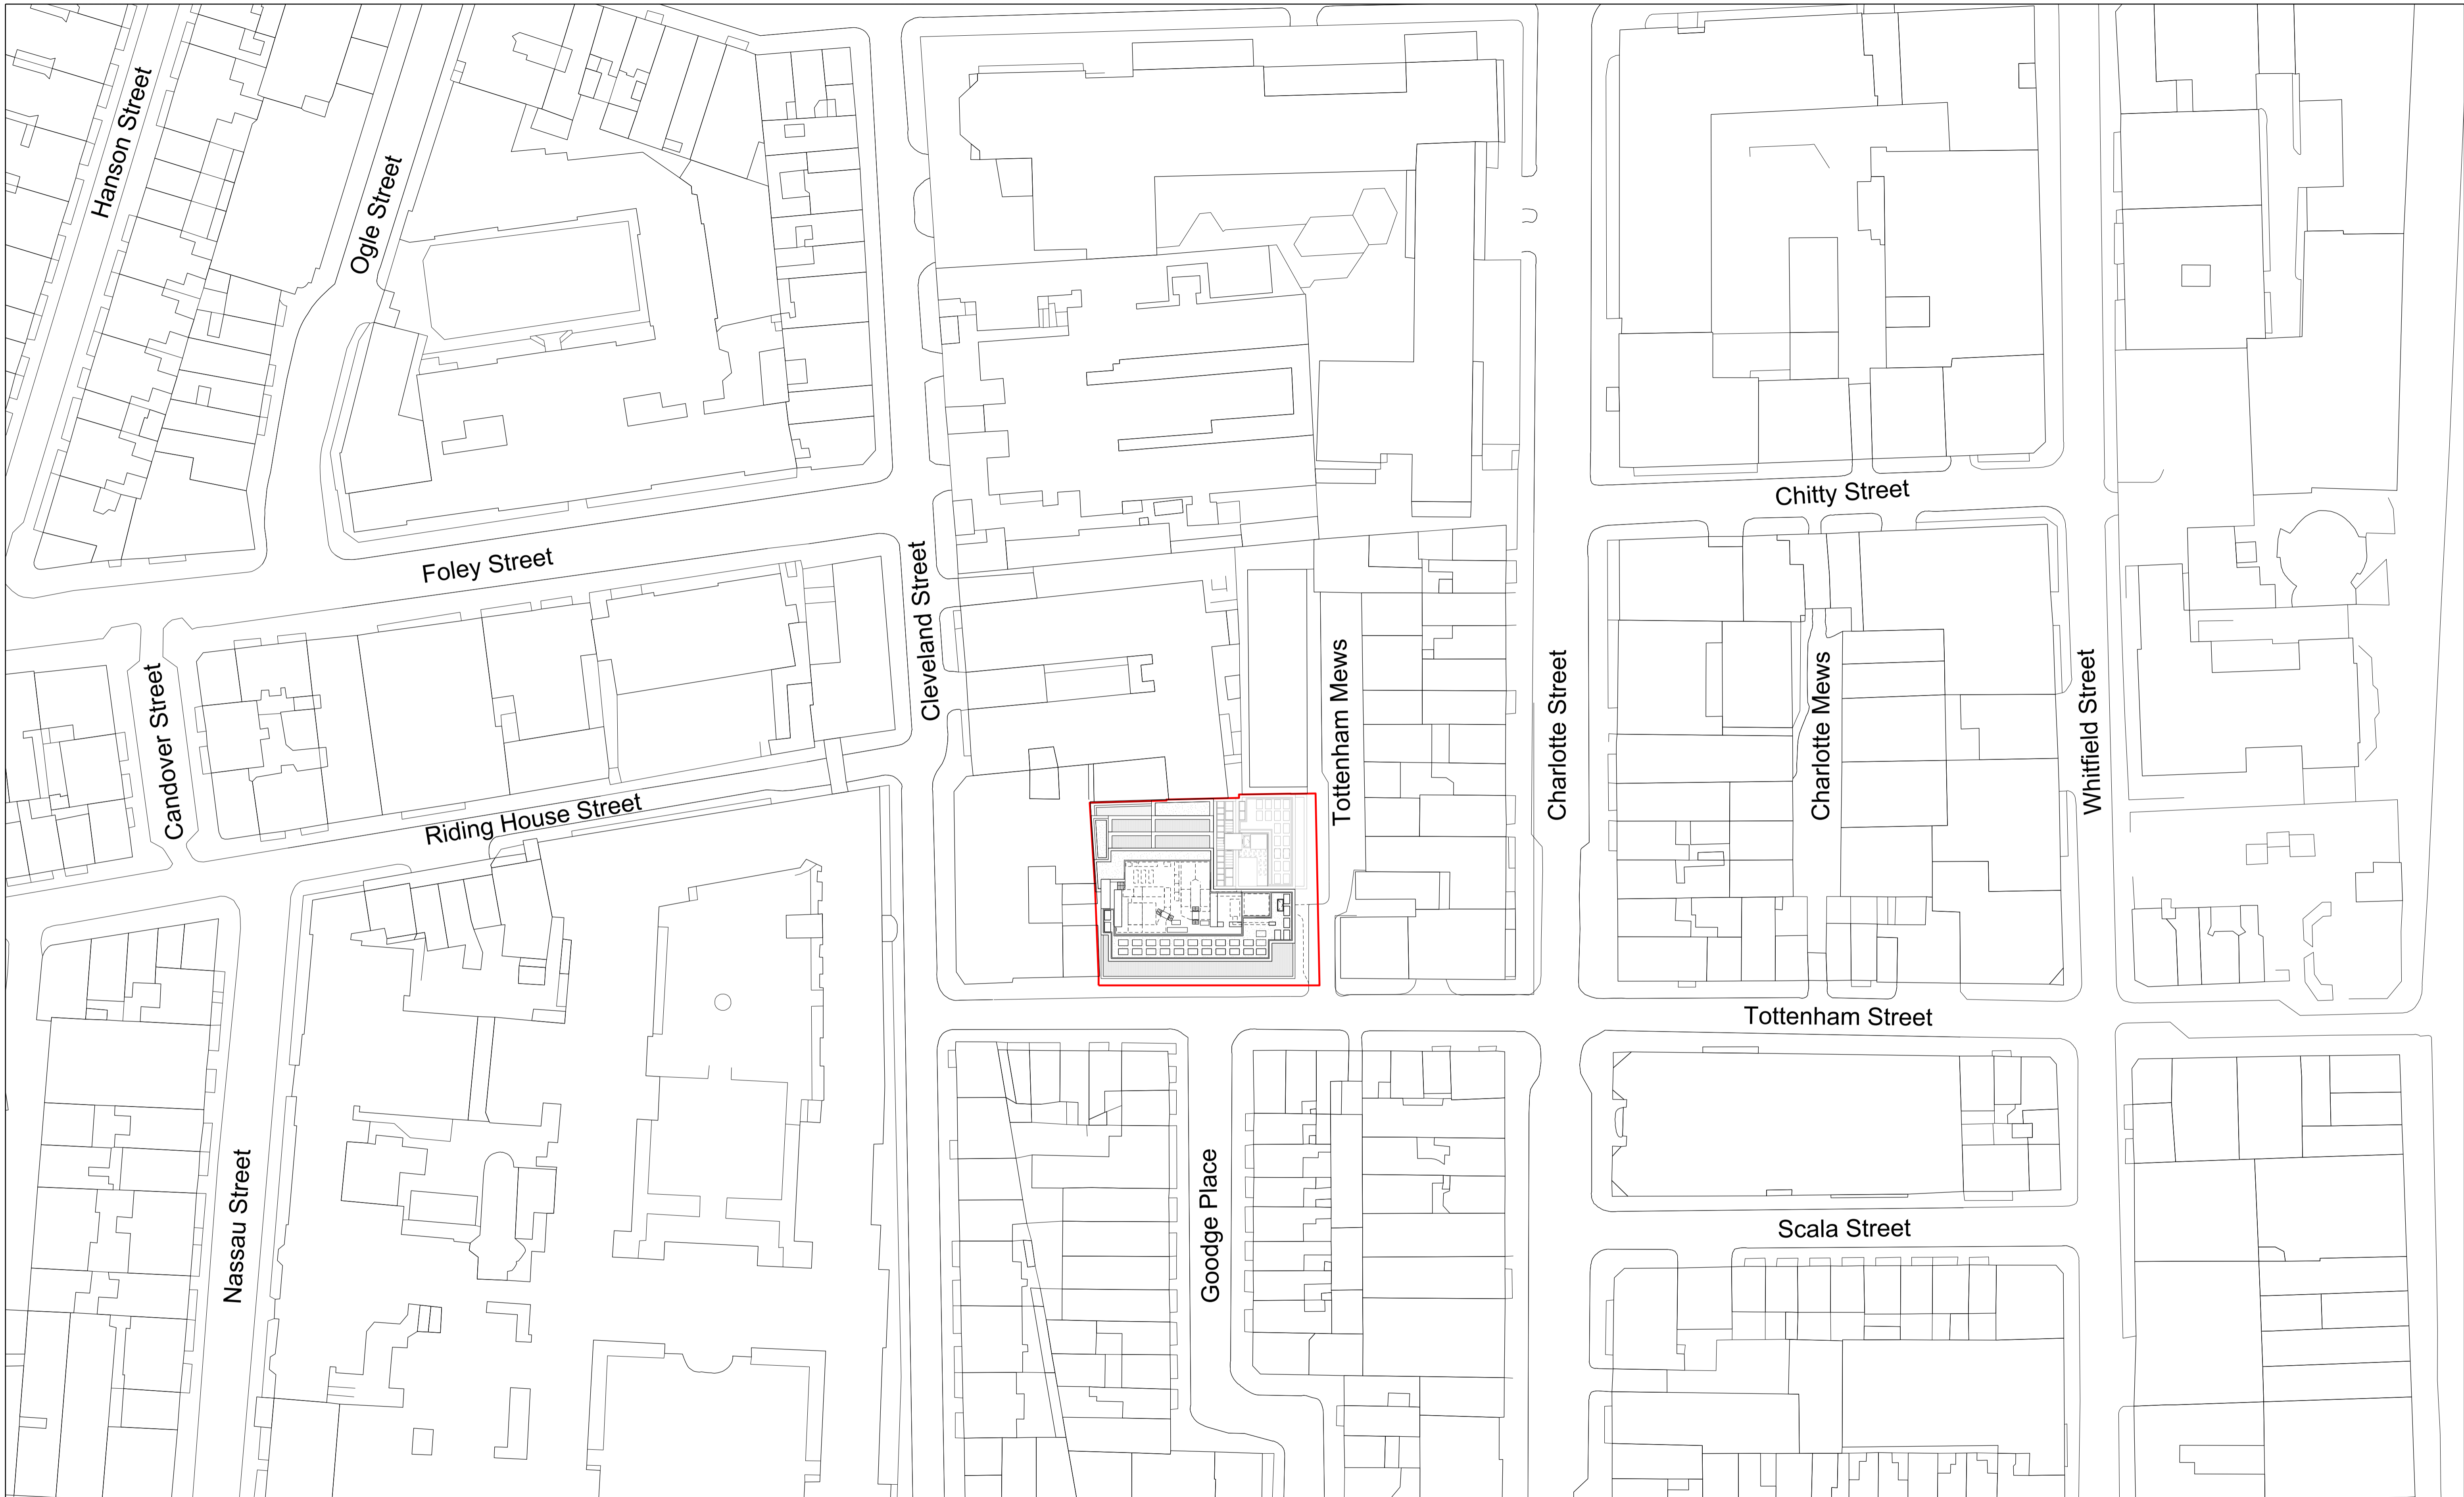 Hanson Street
Ogle Street
Chitty Street
Foley Street
Cleveland Street
Tottenham Mews
Charlotte Street
Charlotte Mews
Whitfield Street
Candover Street
Riding House Street
Tottenham Street
Nassau Street
Goodge Place
Scala Street